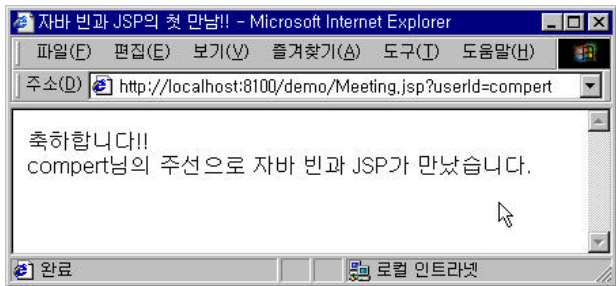 자바 빈과 JSP의 첫 만남!! - Microsoft Internet Explorer
파일(F) 편집(E) 보기(V) 즐겨찾기(A) 도구(T) 도움말(H)
주소(D) http://localhost:8100/demo/Meeting.jsp?userId=compert
축하합니다!!
compert님의 주선으로 자바 빈과 JSP가 만났습니다.
완료 로컬 인트라넷